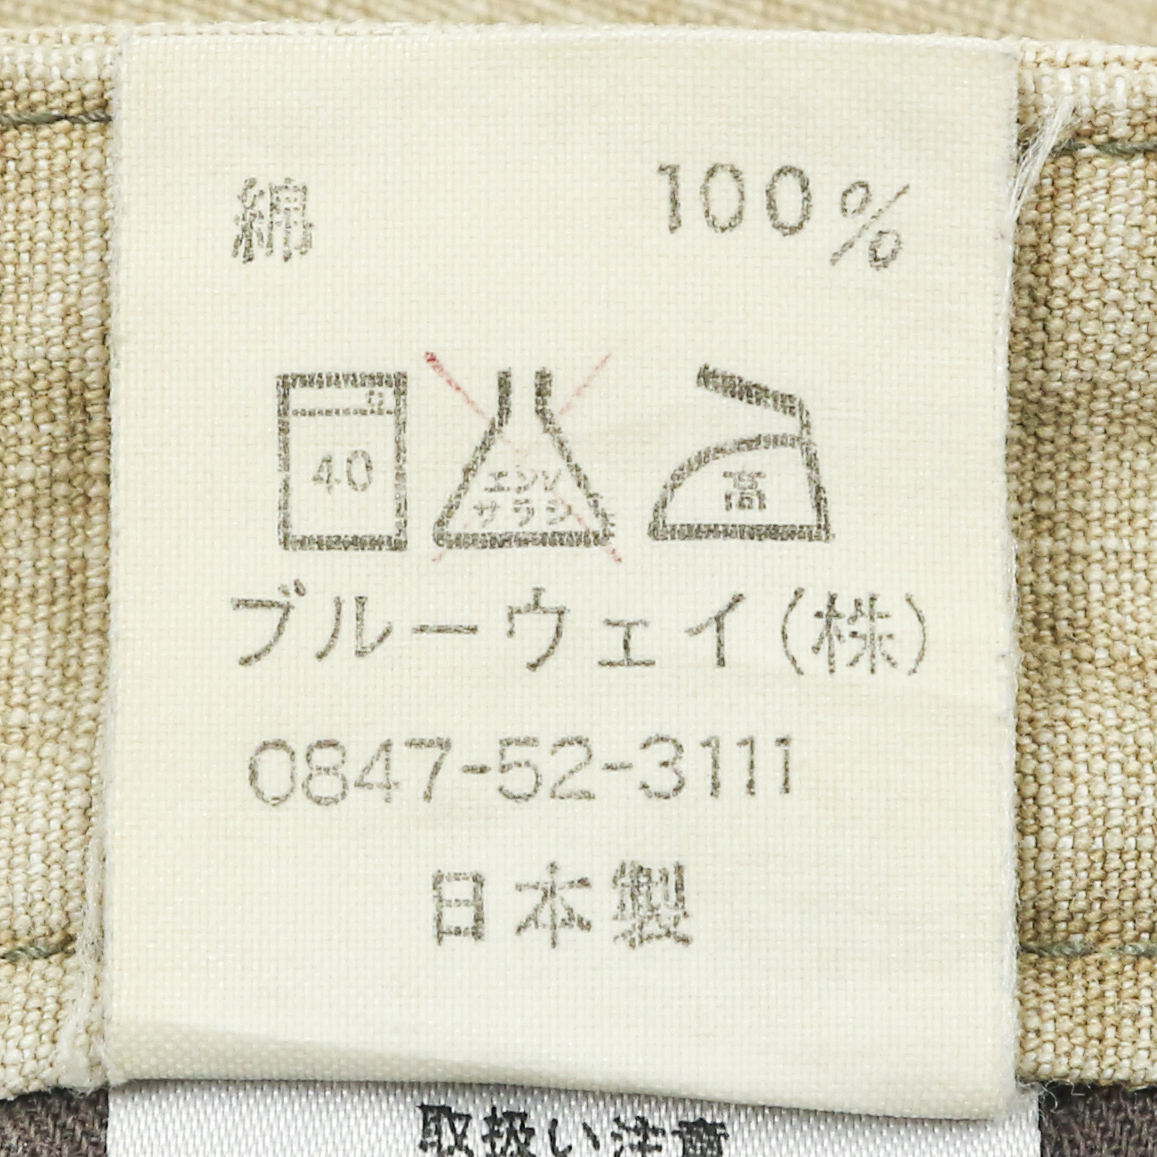 綿 100%
40 エンソ 高
サラシ
ブルーウェイ(株)
0847-52-3111
日本製
取扱い注意